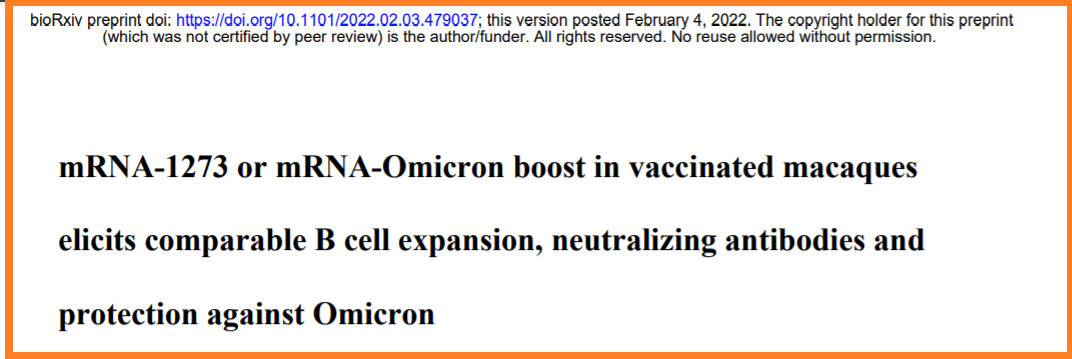 bioRxiv preprint doi: https://doi.org/10.1101/2022.02.03.479037; this version posted February 4, 2022. The copyright holder for this preprint
(which was not certified by peer review) is the author/funder. All rights reserved. No reuse allowed without permission.
mRNA-1273 or mRNA-Omicron boost in vaccinated macaques
elicits comparable B cell expansion, neutralizing antibodies and
protection against Omicron